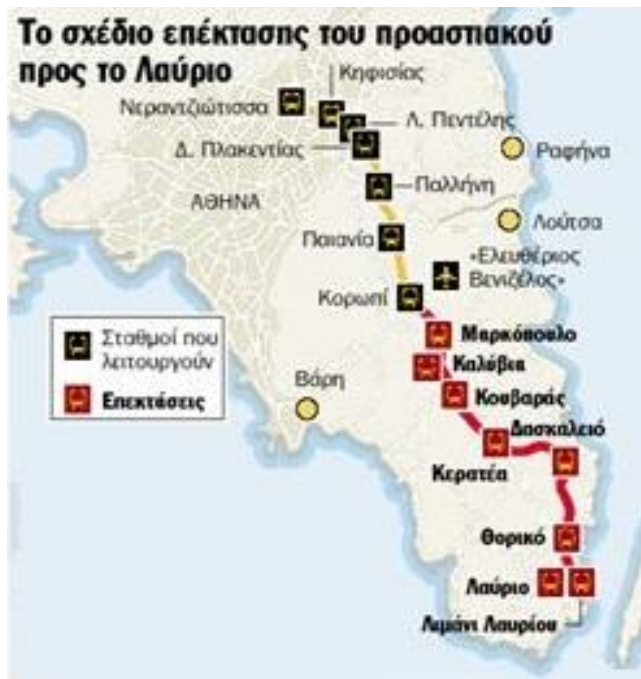 Το σχέδιο επέκτασης του προαστιακού
προς το Λαύριο
Κηφισίας
Νεραντζιώτισσα
Λ. Πεντέλης
Δ. Πλακεντίας
Ραφήνα
Παλλήνη
ΑΘΗΝΑ
Λούτσα
Παιανία
«Ελευθέριος
Βενιζέλος»
Κορωπί
Σταθμοί που
λειτουργούν
Επεκτάσεις
Μαρκόπουλο
Καλύβια
Βάρη
Κουβαράς
Δασκαλειό
Κερατέα
Θορικό
Λαύριο
Λιμάνι Λαυρίου